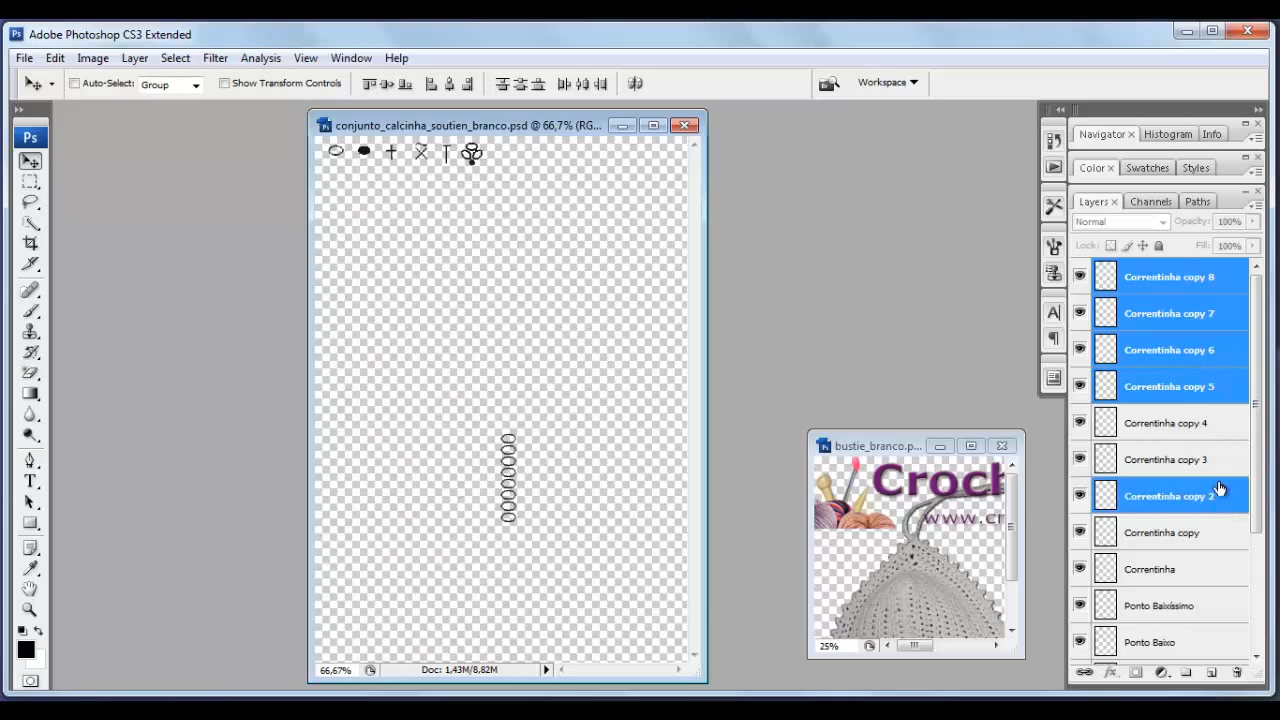 Ps Adobe Photoshop CS3 Extended
File Edit Image Layer Select Filter Analysis View Window Help
Auto-Select: Group Show Transform Controls Workspace
Ps
conjunto_calcinha_soutien_branco.psd @ 66,7% (RG...
66,67% Doc: 1,43M/8,82M
bustie_branco.p...
Croch
www.cr
25%
Navigator × Histogram Info
Color × Swatches Styles
Layers × Channels Paths
Normal Opacity: 100%
Lock: Fill: 100%
Correntinha copy 8
Correntinha copy 7
Correntinha copy 6
Correntinha copy 5
Correntinha copy 4
Correntinha copy 3
Correntinha copy 2
Correntinha copy
Correntinha
Ponto Baixíssimo
Ponto Baixo